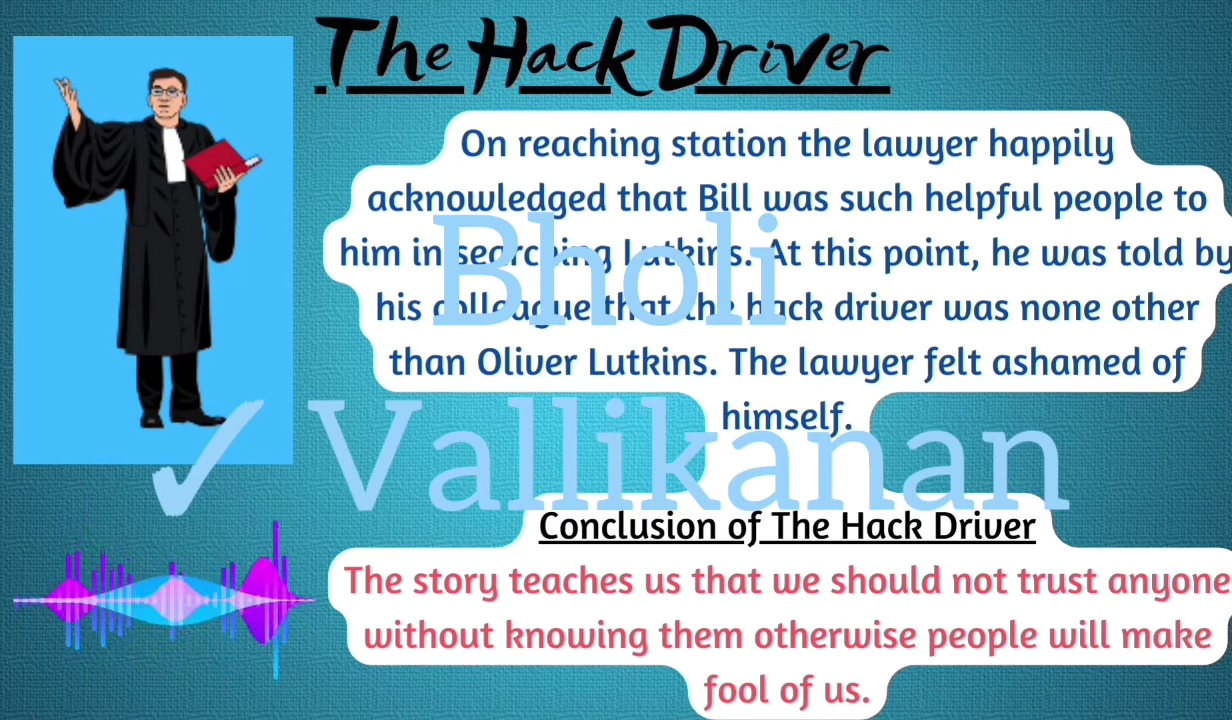 The Hack Driver
On reaching station the lawyer happily
acknowledged that Bill was such helpful people to
him in searching Lutkins. At this point, he was told by
his colleague that the hack driver was none other
than Oliver Lutkins. The lawyer felt ashamed of
himself.
Bholi
✓ Vallikanan
Conclusion of The Hack Driver
The story teaches us that we should not trust anyone
without knowing them otherwise people will make
fool of us.